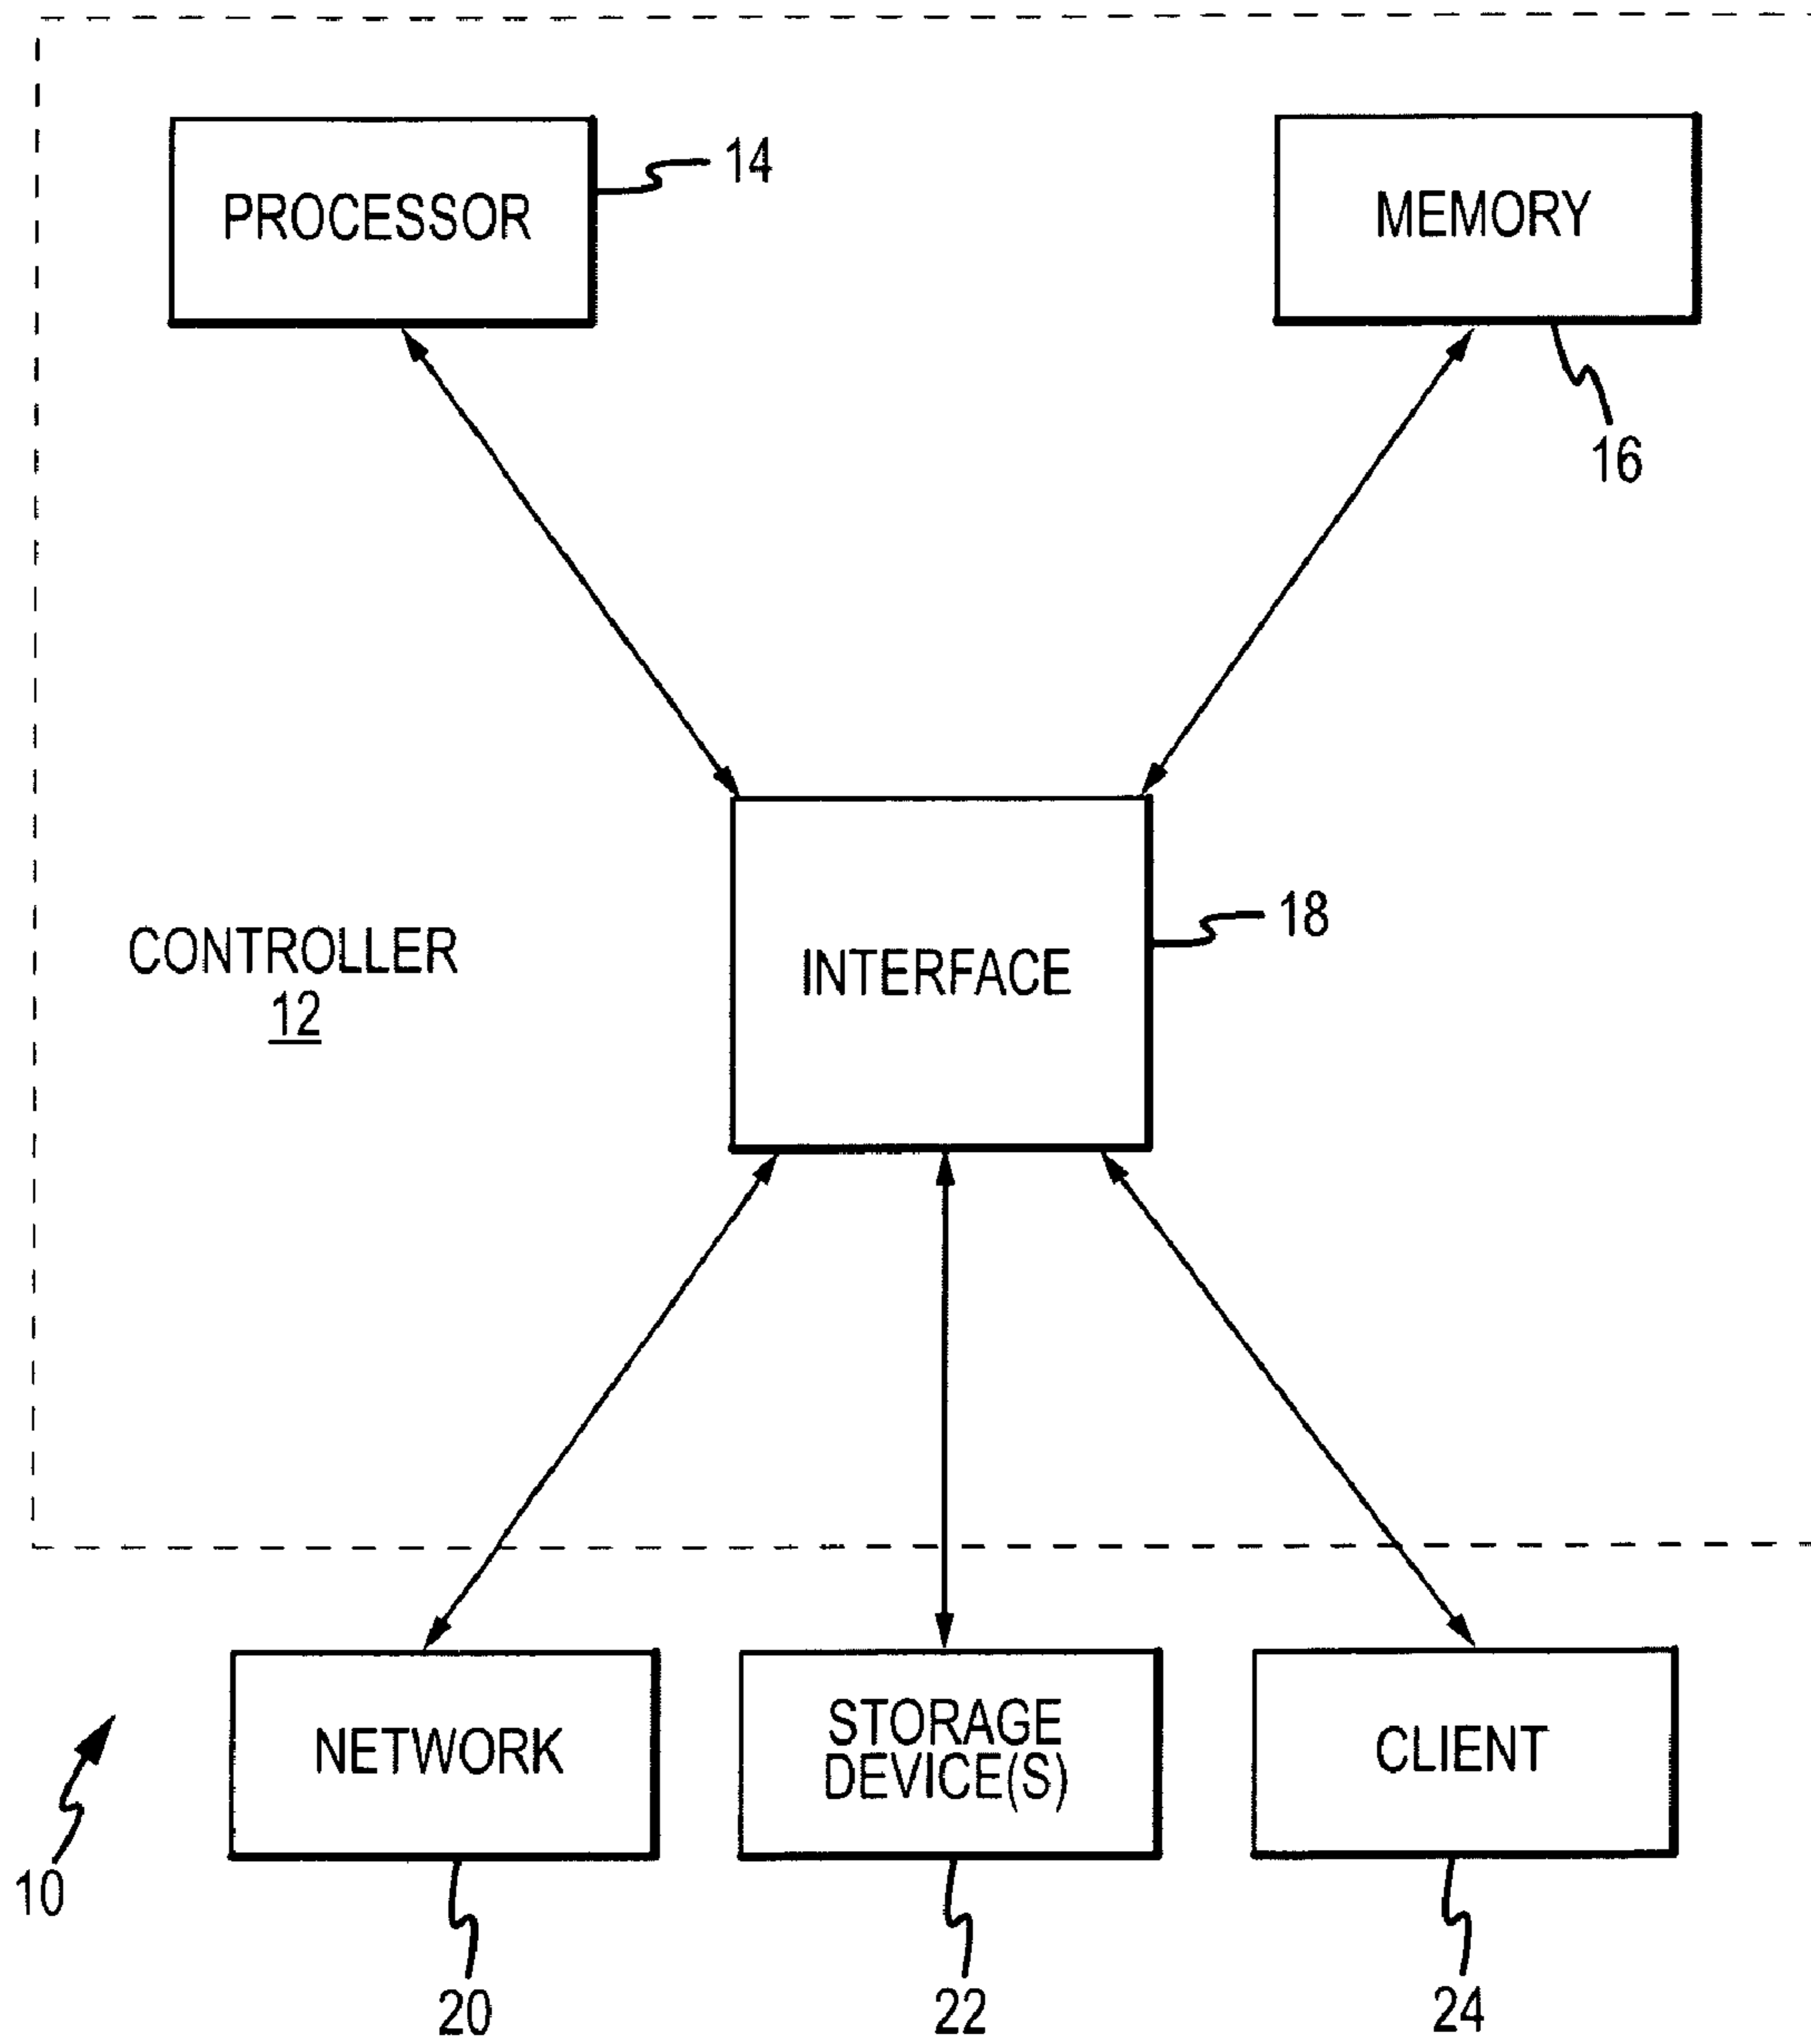 PROCESSOR
14
MEMORY
16
CONTROLLER
12
INTERFACE
18
NETWORK
STORAGE
DEVICE(S)
CLIENT
10
20
22
24